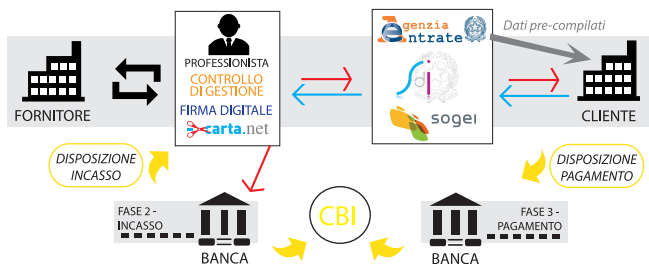 FORNITORE
PROFESSIONISTA
CONTROLLO
DI GESTIONE
FIRMA DIGITALE
carta.net
genzia
ntrate
Sdi
sogei
Dati pre-compilati
CLIENTE
DISPOSIZIONE
INCASSO
DISPOSIZIONE
PAGAMENTO
FASE 2 -
INCASSO
BANCA
CBI
FASE 3 -
PAGAMENTO
BANCA